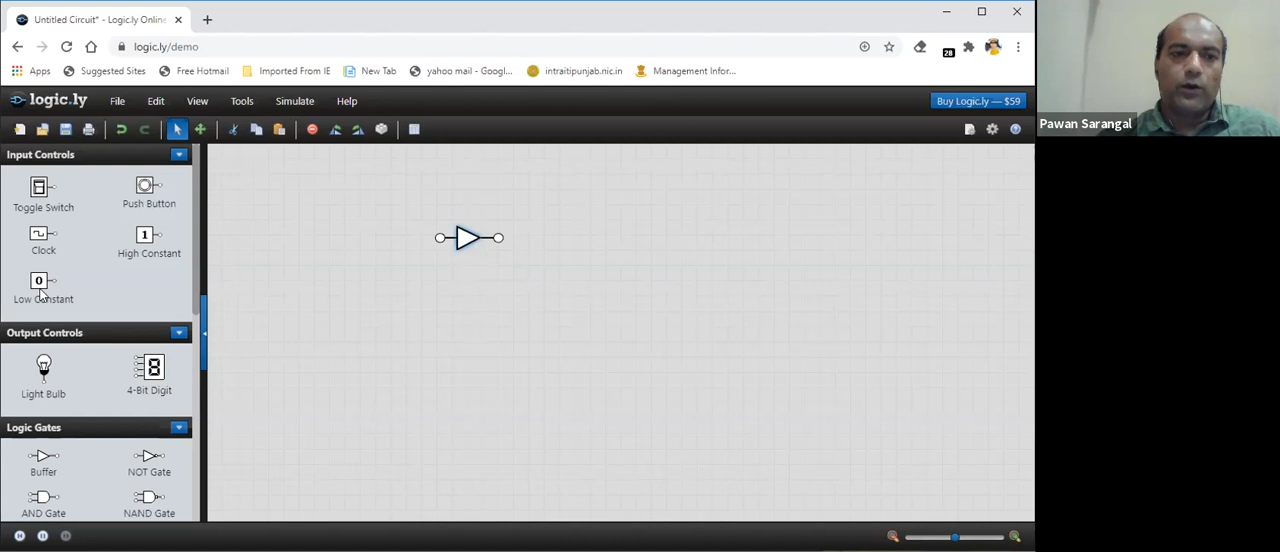 Untitled Circuit* - Logic.ly Online
logic.ly/demo
28
Apps
Suggested Sites
Free Hotmail
Imported From IE
New Tab
yahoo mail - Googl...
intraitipunjab.nic.in
Management Infor...
logic.ly
File
Edit
View
Tools
Simulate
Help
Buy Logic.ly — $59
Pawan Sarangal
Input Controls
Toggle Switch
Push Button
Clock
1
High Constant
0
Low Constant
Output Controls
Light Bulb
8
4-Bit Digit
Logic Gates
Buffer
NOT Gate
AND Gate
NAND Gate